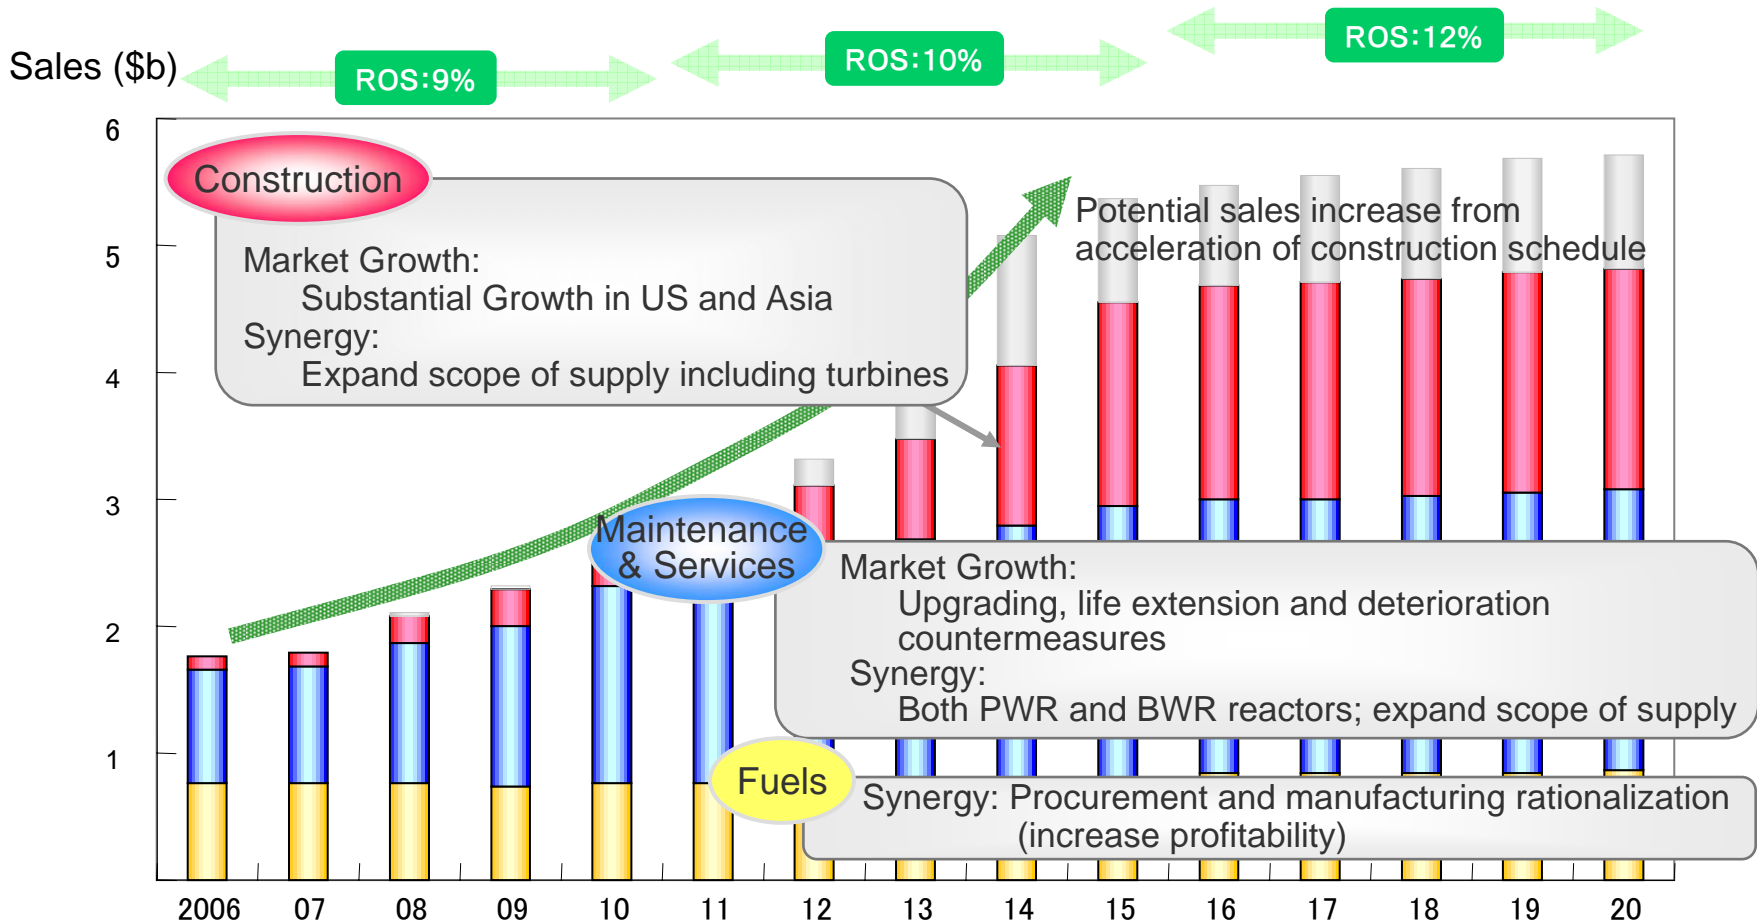 ROS:9%
ROS:10%
ROS:12%
Sales ($b)
6
5
4
3
2
1
Construction
Market Growth:
Substantial Growth in US and Asia
Synergy:
Expand scope of supply including turbines
Potential sales increase from
acceleration of construction schedule
Maintenance
& Services
Market Growth:
Upgrading, life extension and deterioration
countermeasures
Synergy:
Both PWR and BWR reactors; expand scope of supply
Fuels
Synergy: Procurement and manufacturing rationalization
(increase profitability)
2006 07 08 09 10 11 12 13 14 15 16 17 18 19 20